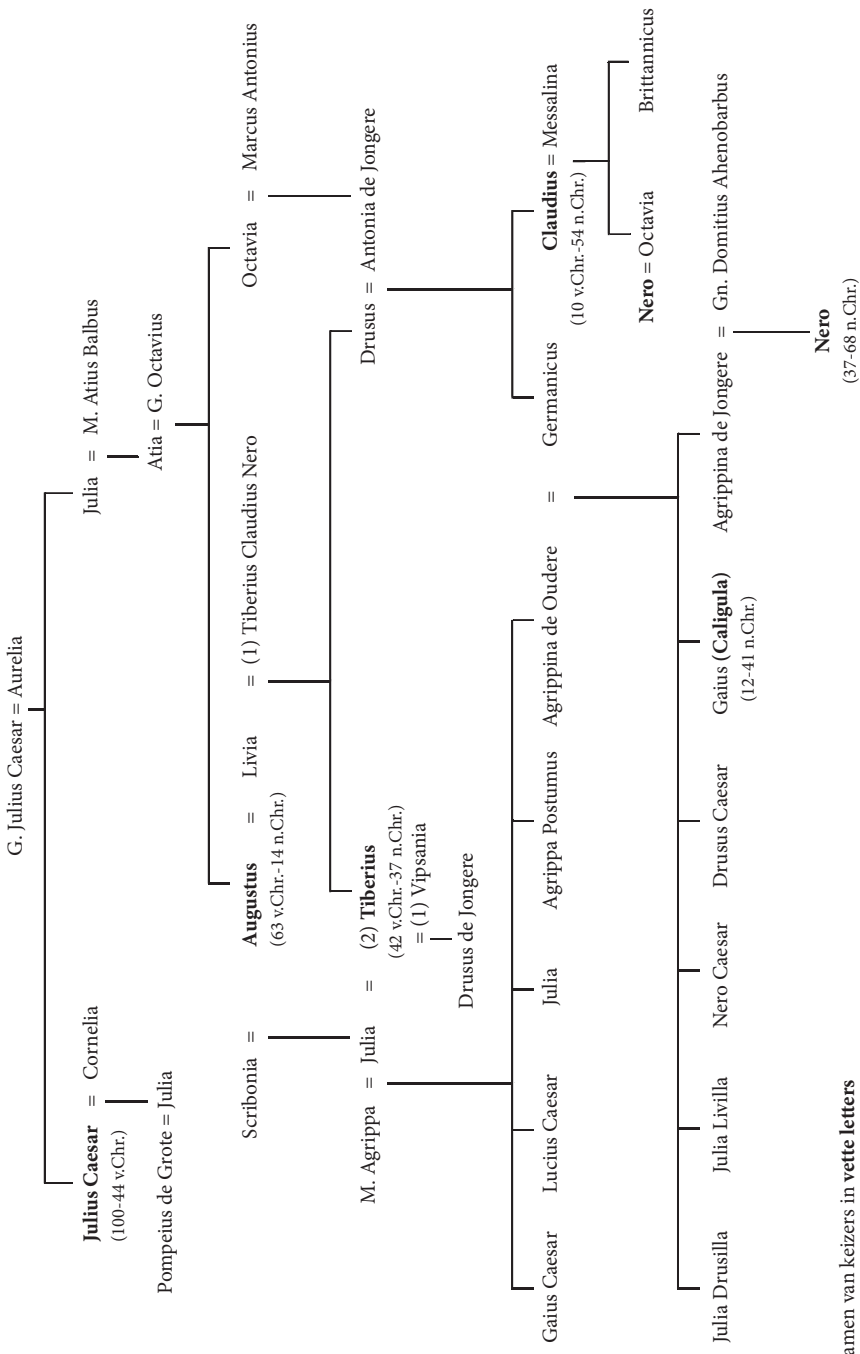 G. Julius Caesar = Aurelia
Julius Caesar = Cornelia
Julia = M. Atius Balbus
(100-44 v.Chr.)
Pompeius de Grote = Julia
Atia = G. Octavius
Scribonia =
Augustus = Livia = (1) Tiberius Claudius Nero
Octavia = Marcus Antonius
(63 v.Chr.-14 n.Chr.)
M. Agrippa = Julia = (2) Tiberius
Drusus = Antonia de Jongere
(42 v.Chr.-37 n.Chr.)
= (1) Vipsania
Drusus de Jongere
Gaius Caesar
Lucius Caesar
Julia
Agrippa Postumus
Agrippina de Oudere = Germanicus
Claudius = Messalina
(10 v.Chr.-54 n.Chr.)
Nero = Octavia
Brittannicus
Julia Drusilla
Julia Livilla
Nero Caesar
Drusus Caesar
Gaius (Caligula)
Agrippina de Jongere = Gn. Domitius Ahenobarbus
(12-41 n.Chr.)
Nero
(37-68 n.Chr.)
amen van keizers in vette letters